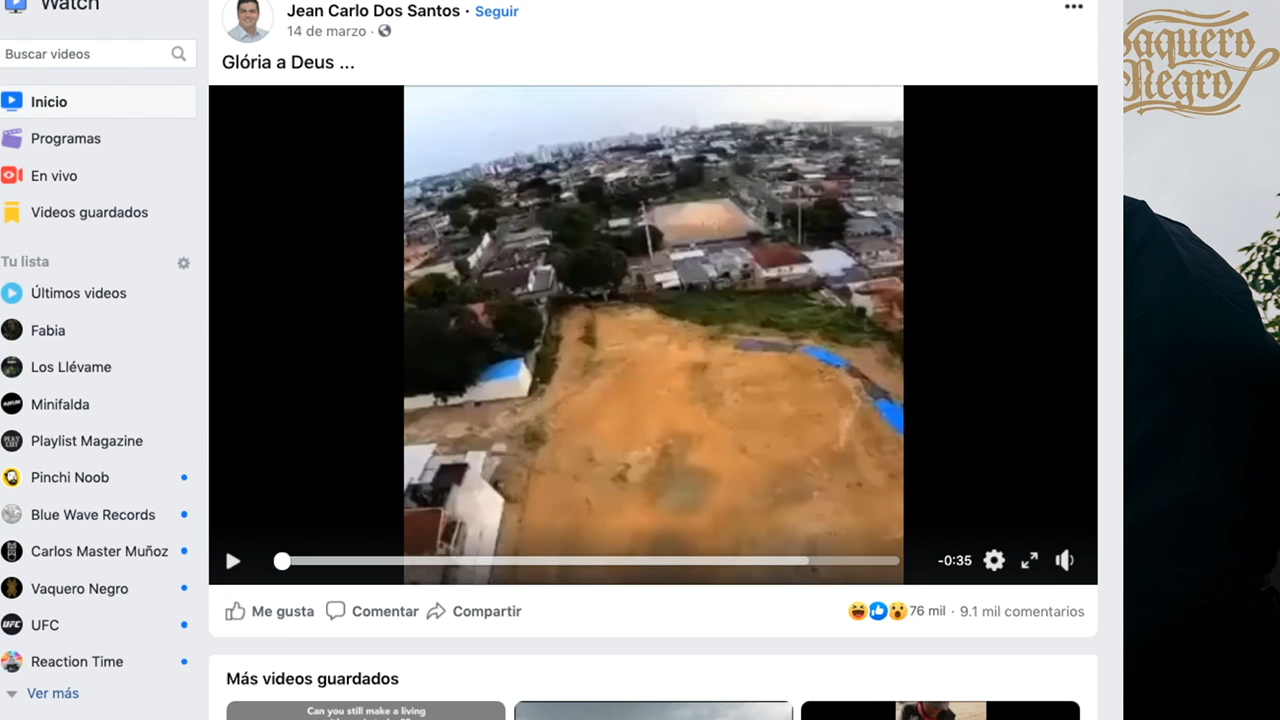 Watch
Buscar videos
Inicio
Programas
En vivo
Videos guardados
Tu lista
Últimos videos
Fabia
Los Llévame
Minifalda
Playlist Magazine
Pinchi Noob
Blue Wave Records
Carlos Master Muñoz
Vaquero Negro
UFC
Reaction Time
Ver más
Jean Carlo Dos Santos · Seguir
14 de marzo ·
Glória a Deus ...
-0:35
Me gusta Comentar Compartir
76 mil · 9.1 mil comentarios
Más videos guardados
Can you still make a living
Vaquero
Negro